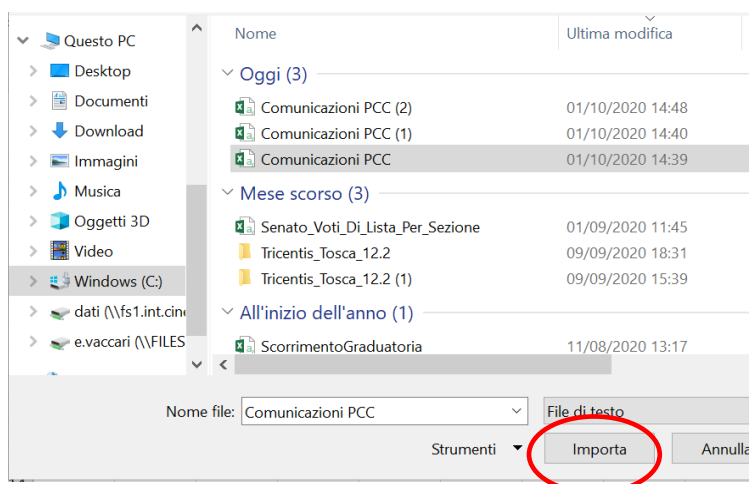 Questo PC
Desktop
Documenti
Download
Immagini
Musica
Oggetti 3D
Video
Windows (C:)
dati (\\fs1.int.cine
e.vaccari (\\FILES
Nome Ultima modifica
Oggi (3)
Comunicazioni PCC (2) 01/10/2020 14:48
Comunicazioni PCC (1) 01/10/2020 14:40
Comunicazioni PCC 01/10/2020 14:39
Mese scorso (3)
Senato_Voti_Di_Lista_Per_Sezione 01/09/2020 11:45
Tricentis_Tosca_12.2 09/09/2020 18:31
Tricentis_Tosca_12.2 (1) 09/09/2020 15:39
All'inizio dell'anno (1)
ScorrimentoGraduatoria 11/08/2020 13:17
Nome file: Comunicazioni PCC File di testo
Strumenti Importa Annulla